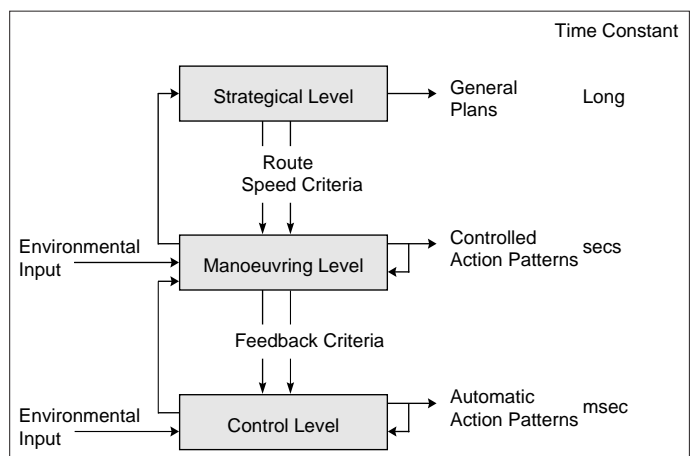 Time Constant
Strategical Level
General
Plans
Long
Route
Speed Criteria
Environmental
Input
Manoeuvring Level
Controlled
Action Patterns
secs
Feedback Criteria
Environmental
Input
Control Level
Automatic
Action Patterns
msec